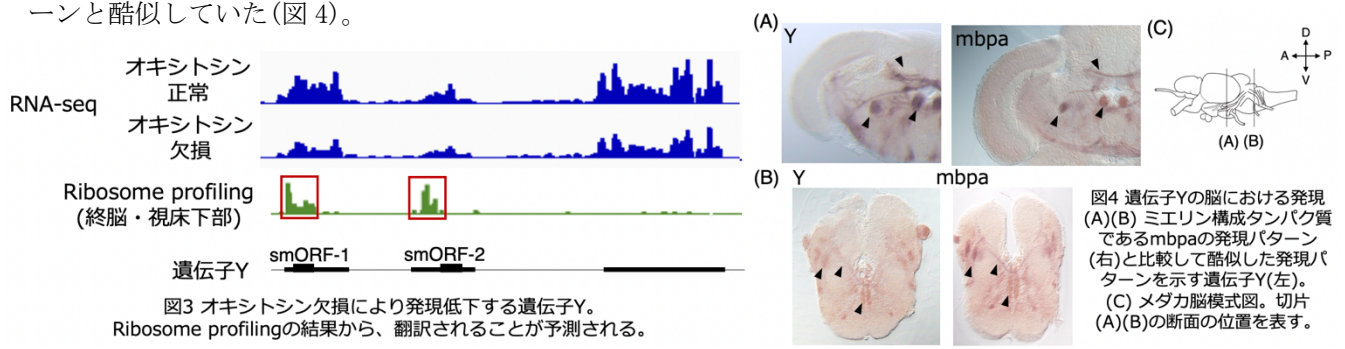 ーンと酷似していた(図 4)。
RNA-seq
オキシトシン
正常
オキシトシン
欠損
Ribosome profiling
(終脳・視床下部)
smORF-1
smORF-2
遺伝子Y
図3 オキシトシン欠損により発現低下する遺伝子Y。
Ribosome profilingの結果から、翻訳されることが予測される。
(A)
Y
mbpa
(C)
D
A
P
V
(A) (B)
(B)
Y
mbpa
図4 遺伝子Yの脳における発現
(A)(B) ミエリン構成タンパク質
であるmbpaの発現パターン
(右)と比較して酷似した発現パ
ターンを示す遺伝子Y(左)。
(C) メダカ脳模式図。切片
(A)(B)の断面の位置を表す。